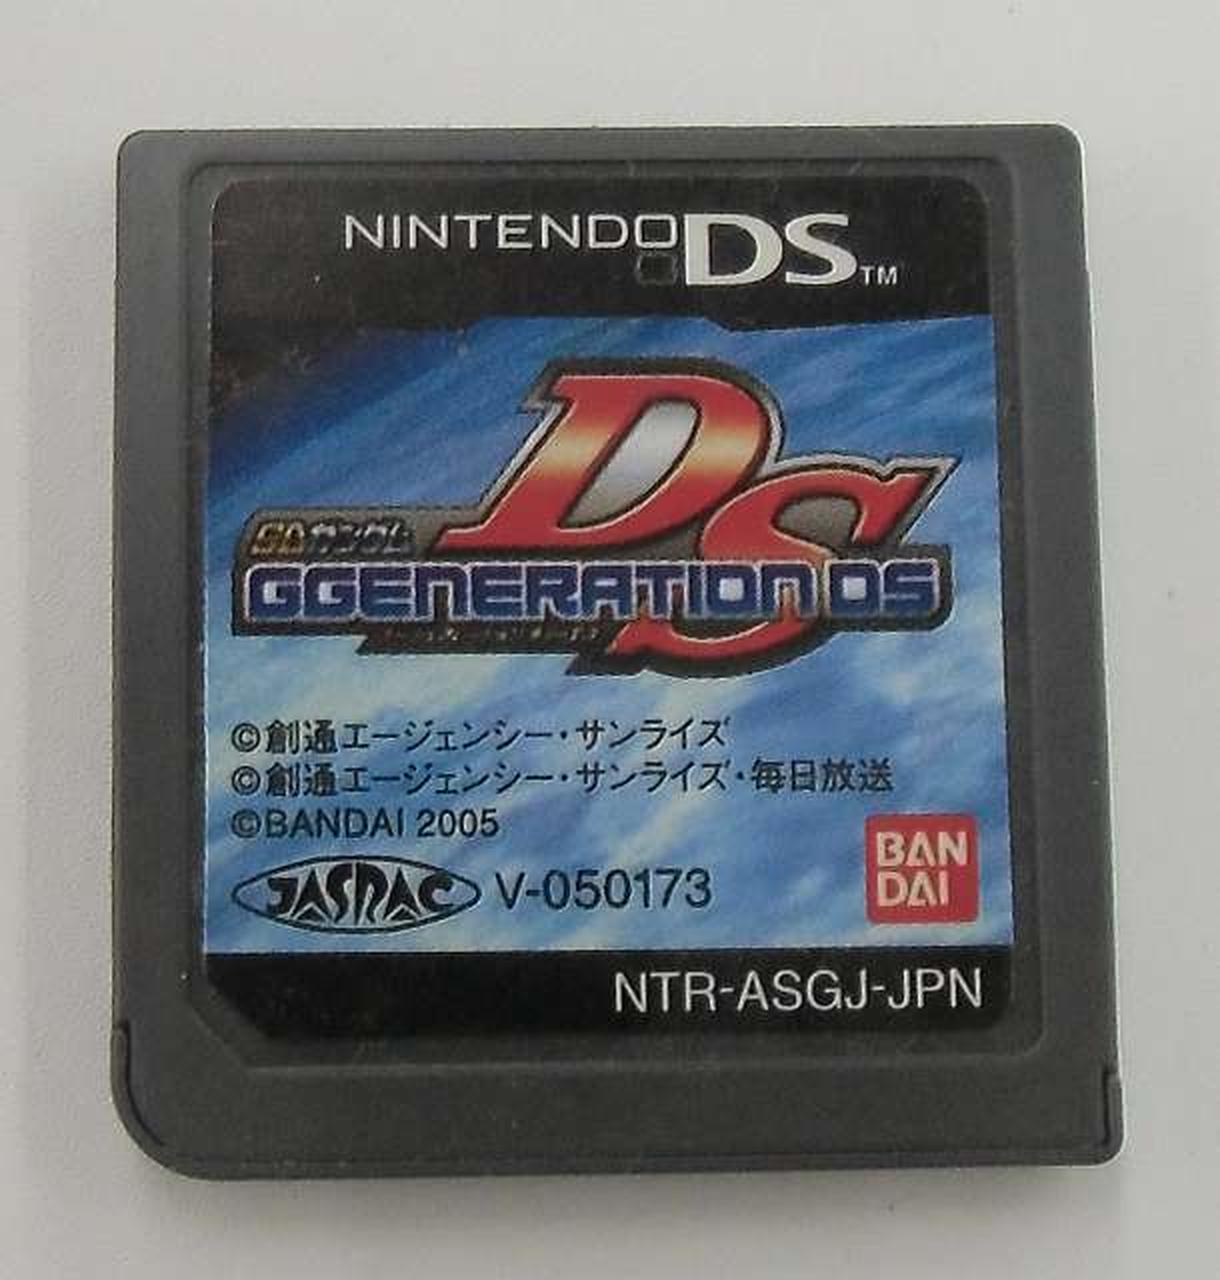 NINTENDO DS TM
DS
SDガンダム
GGENERATION DS
©創通エージェンシー・サンライズ
©創通エージェンシー・サンライズ・毎日放送
©BANDAI 2005
JASRAC V-050173
BAN
DAI
NTR-ASGJ-JPN